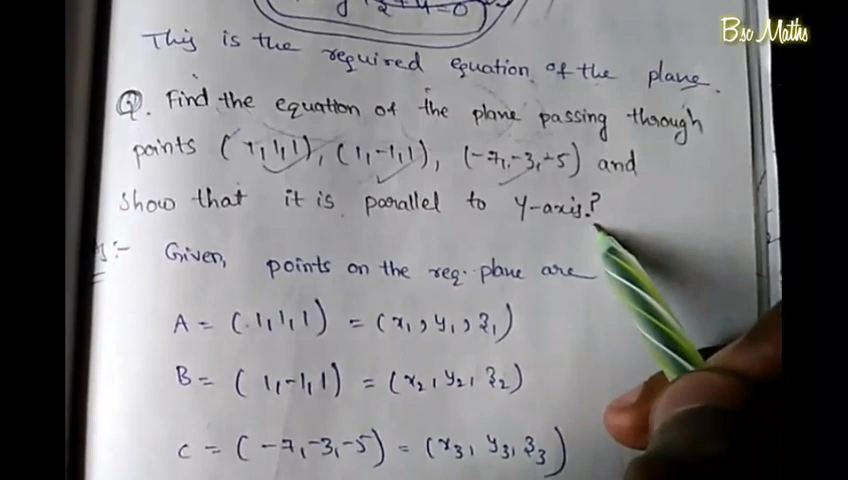 y 2 + 4 = 0
Bsc Maths
This is the required equation of the plane.
Q. Find the equation of the plane passing through
points (1,1,1), (1,-1,1), (-7,-3,-5) and
show that it is parallel to y-axis.?
:- Given, points on the req. plane are
A = (1,1,1) = (x1, y1, z1)
B = (1,-1,1) = (x2, y2, z2)
C = (-7,-3,-5) = (x3, y3, z3)